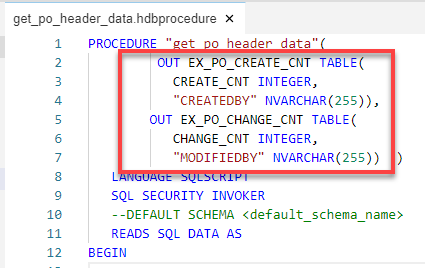 get_po_header_data.hdbprocedure ×
1 PROCEDURE "get_po_header_data"(
2 OUT EX_PO_CREATE_CNT TABLE(
3 CREATE_CNT INTEGER,
4 "CREATEDBY" NVARCHAR(255)),
5 OUT EX_PO_CHANGE_CNT TABLE(
6 CHANGE_CNT INTEGER,
7 "MODIFIEDBY" NVARCHAR(255)) )
8 LANGUAGE SQLSCRIPT
9 SQL SECURITY INVOKER
10 --DEFAULT SCHEMA <default_schema_name>
11 READS SQL DATA AS
12 BEGIN